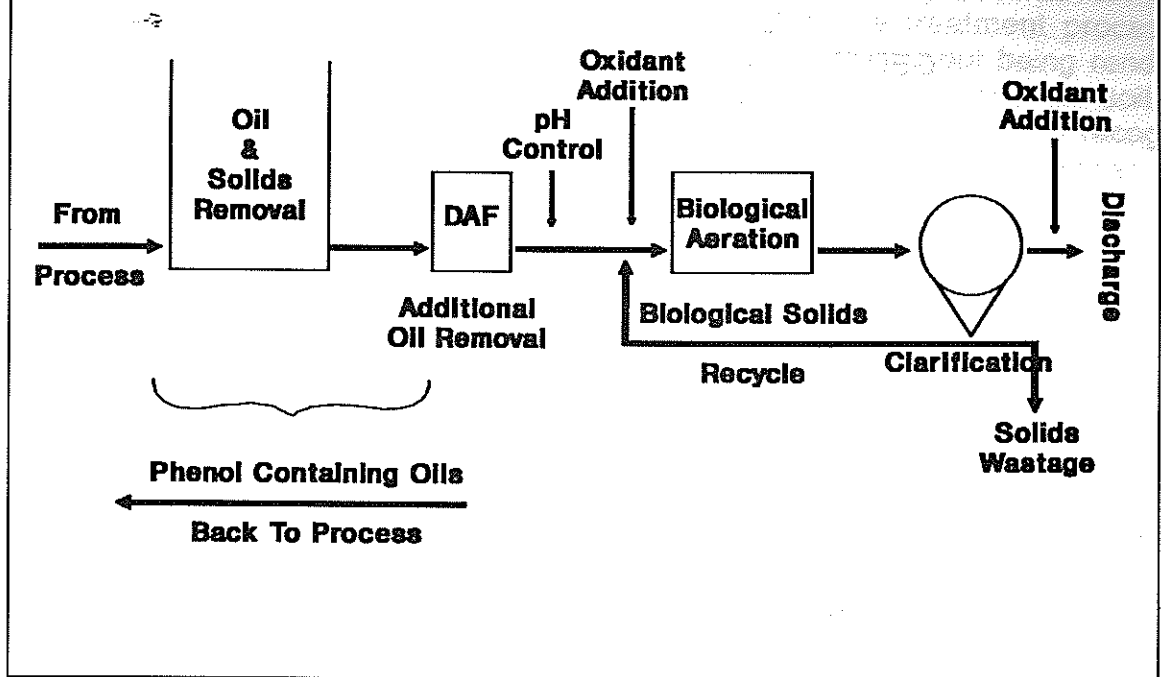 Oil
&
Solids
Removal
From
Process
DAF
Additional
Oil Removal
pH
Control
Oxidant
Addition
Biological
Aeration
Biological Solids
Recycle
Clarification
Solids
Wastage
Oxidant
Addition
Discharge
Phenol Containing Oils
Back To Process